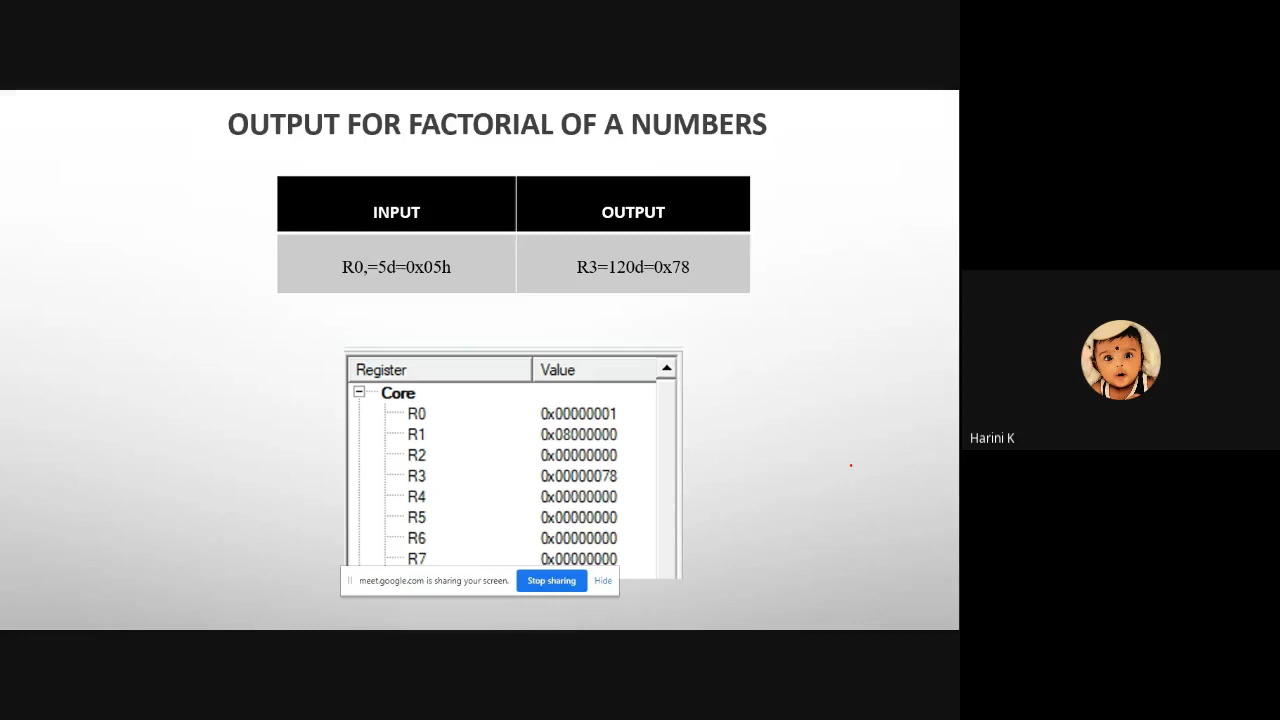 OUTPUT FOR FACTORIAL OF A NUMBERS
INPUT OUTPUT
R0,=5d=0x05h R3=120d=0x78
Register Value
Core
R0 0x00000001
R1 0x08000000
R2 0x00000000
R3 0x00000078
R4 0x00000000
R5 0x00000000
R6 0x00000000
R7 0x00000000
meet.google.com is sharing your screen. Stop sharing Hide
Harini K